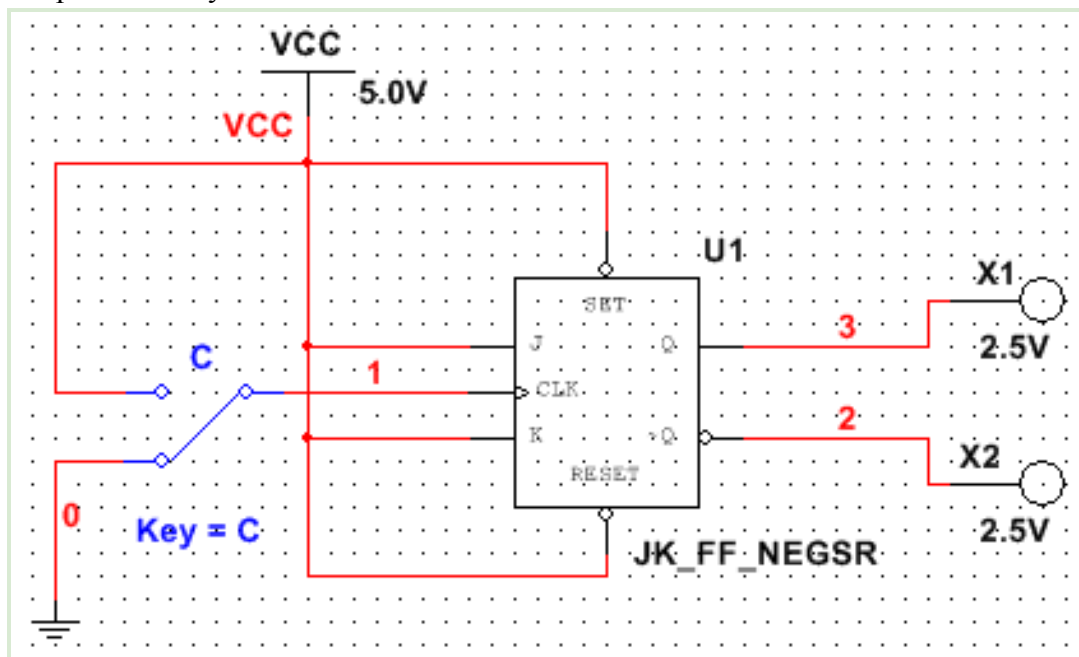 VCC
5.0V
VCC
U1
SET
X1
J
Q
3
2.5V
C
1
CLK
K
~Q
2
X2
RESET
0
Key = C
2.5V
JK_FF_NEGSR